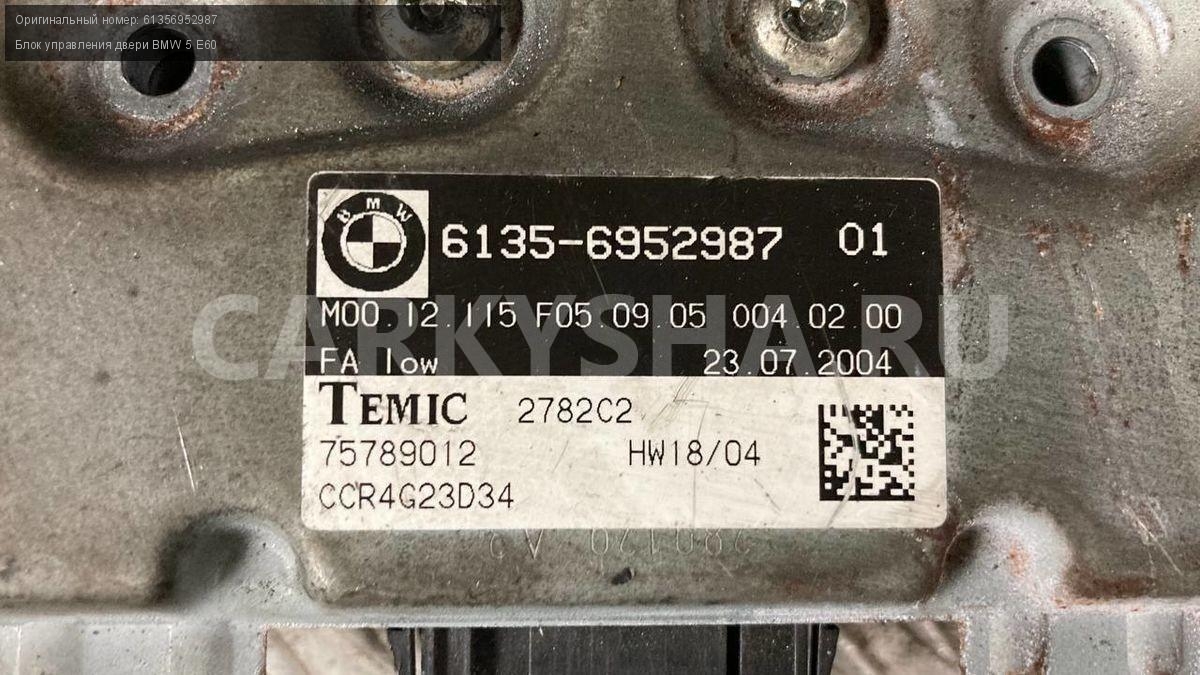 Оригинальный номер: 61356952987
Блок управления двери BMW 5 E60
BMW
6135-6952987 01
M00.12.115 F05.09.05 004.02.00
CARKYSHA.RU
FA low 23.07.2004
TEMIC 2782C2
75789012 HW18/04
CCR4G23D34